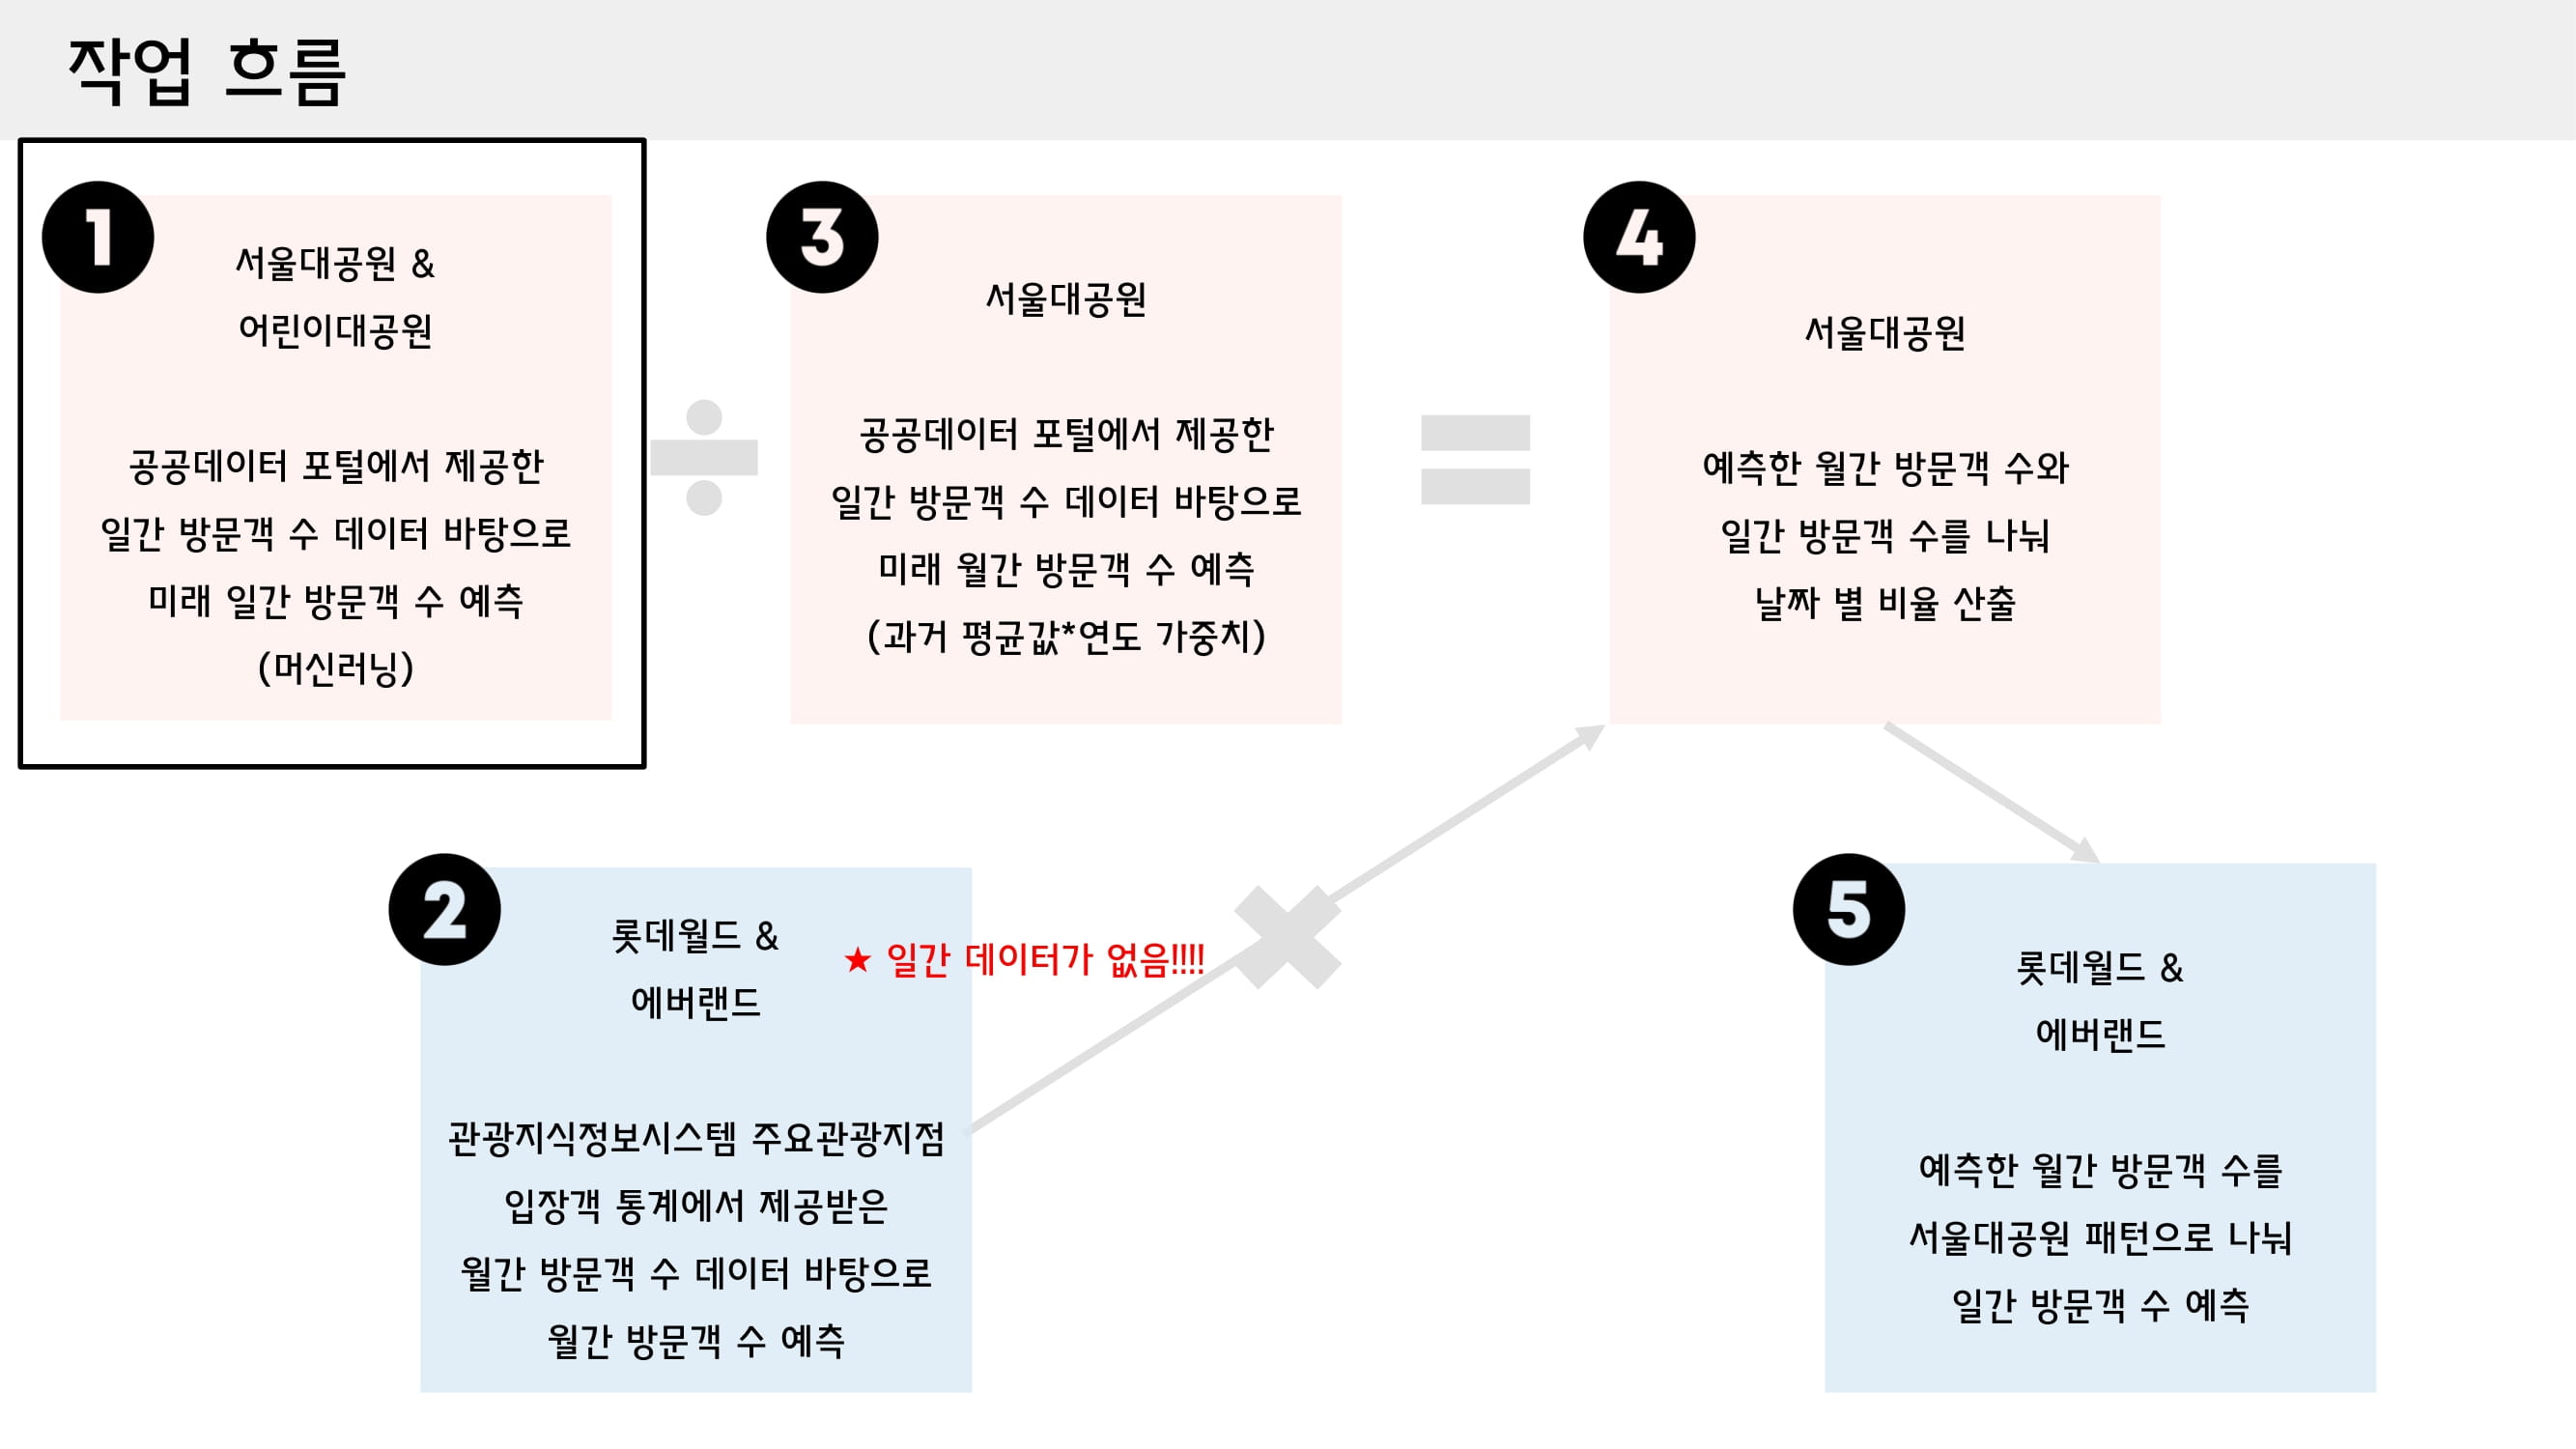 작업 흐름
1
서울대공원 &
어린이대공원
공공데이터 포털에서 제공한
일간 방문객 수 데이터 바탕으로
미래 일간 방문객 수 예측
(머신러닝)
÷
3
서울대공원
공공데이터 포털에서 제공한
일간 방문객 수 데이터 바탕으로
미래 월간 방문객 수 예측
(과거 평균값*연도 가중치)
=
4
서울대공원
예측한 월간 방문객 수와
일간 방문객 수를 나눠
날짜 별 비율 산출
2
롯데월드 &
에버랜드
★ 일간 데이터가 없음!!!!
관광지식정보시스템 주요관광지점
입장객 통계에서 제공받은
월간 방문객 수 데이터 바탕으로
월간 방문객 수 예측
5
롯데월드 &
에버랜드
예측한 월간 방문객 수를
서울대공원 패턴으로 나눠
일간 방문객 수 예측